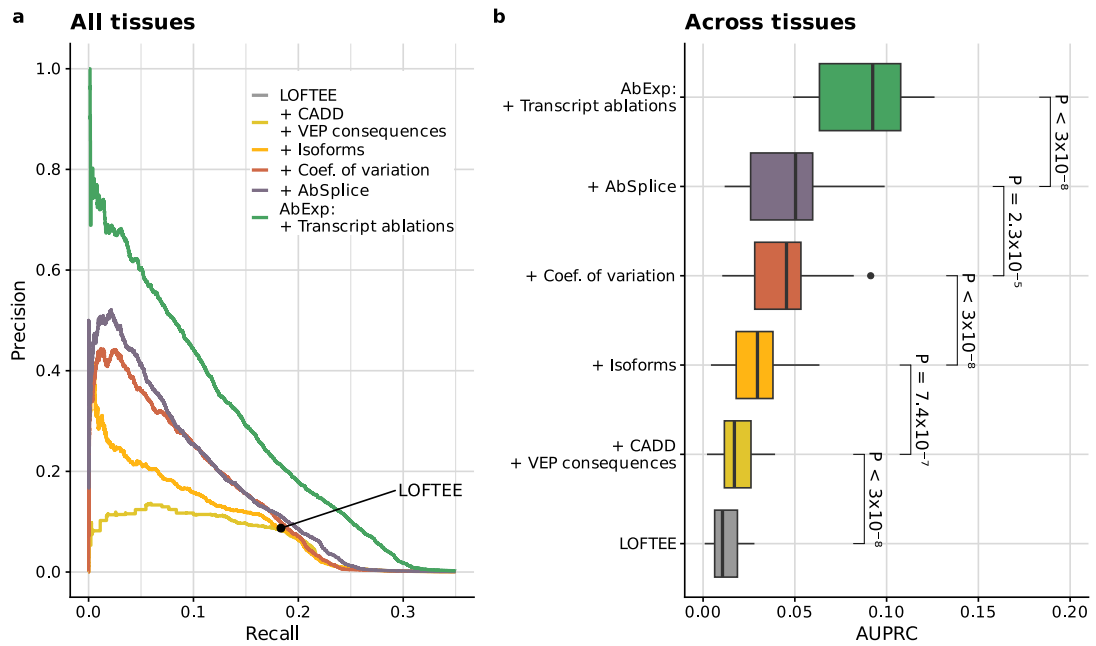 a
All tissues
Precision
1.0
0.8
0.6
0.4
0.2
0.0
LOFTEE
+ CADD
+ VEP consequences
+ Isoforms
+ Coef. of variation
+ AbSplice
AbExp:
+ Transcript ablations
LOFTEE
0.0
0.1
0.2
0.3
Recall
b
Across tissues
AbExp:
+ Transcript ablations
+ AbSplice
+ Coef. of variation
+ Isoforms
+ CADD
+ VEP consequences
LOFTEE
P < 3x10⁻⁸
P = 2.3x10⁻⁵
P < 3x10⁻⁸
P = 7.4x10⁻⁷
P < 3x10⁻⁸
0.00
0.05
0.10
0.15
0.20
AUPRC